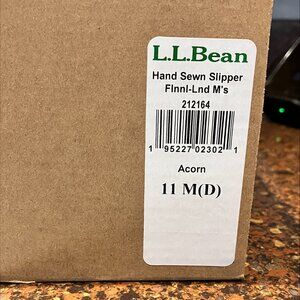 L.L.Bean
Hand Sewn Slipper
Flnnl-Lnd M's
212164
1 95227 02302 1
Acorn
11 M(D)